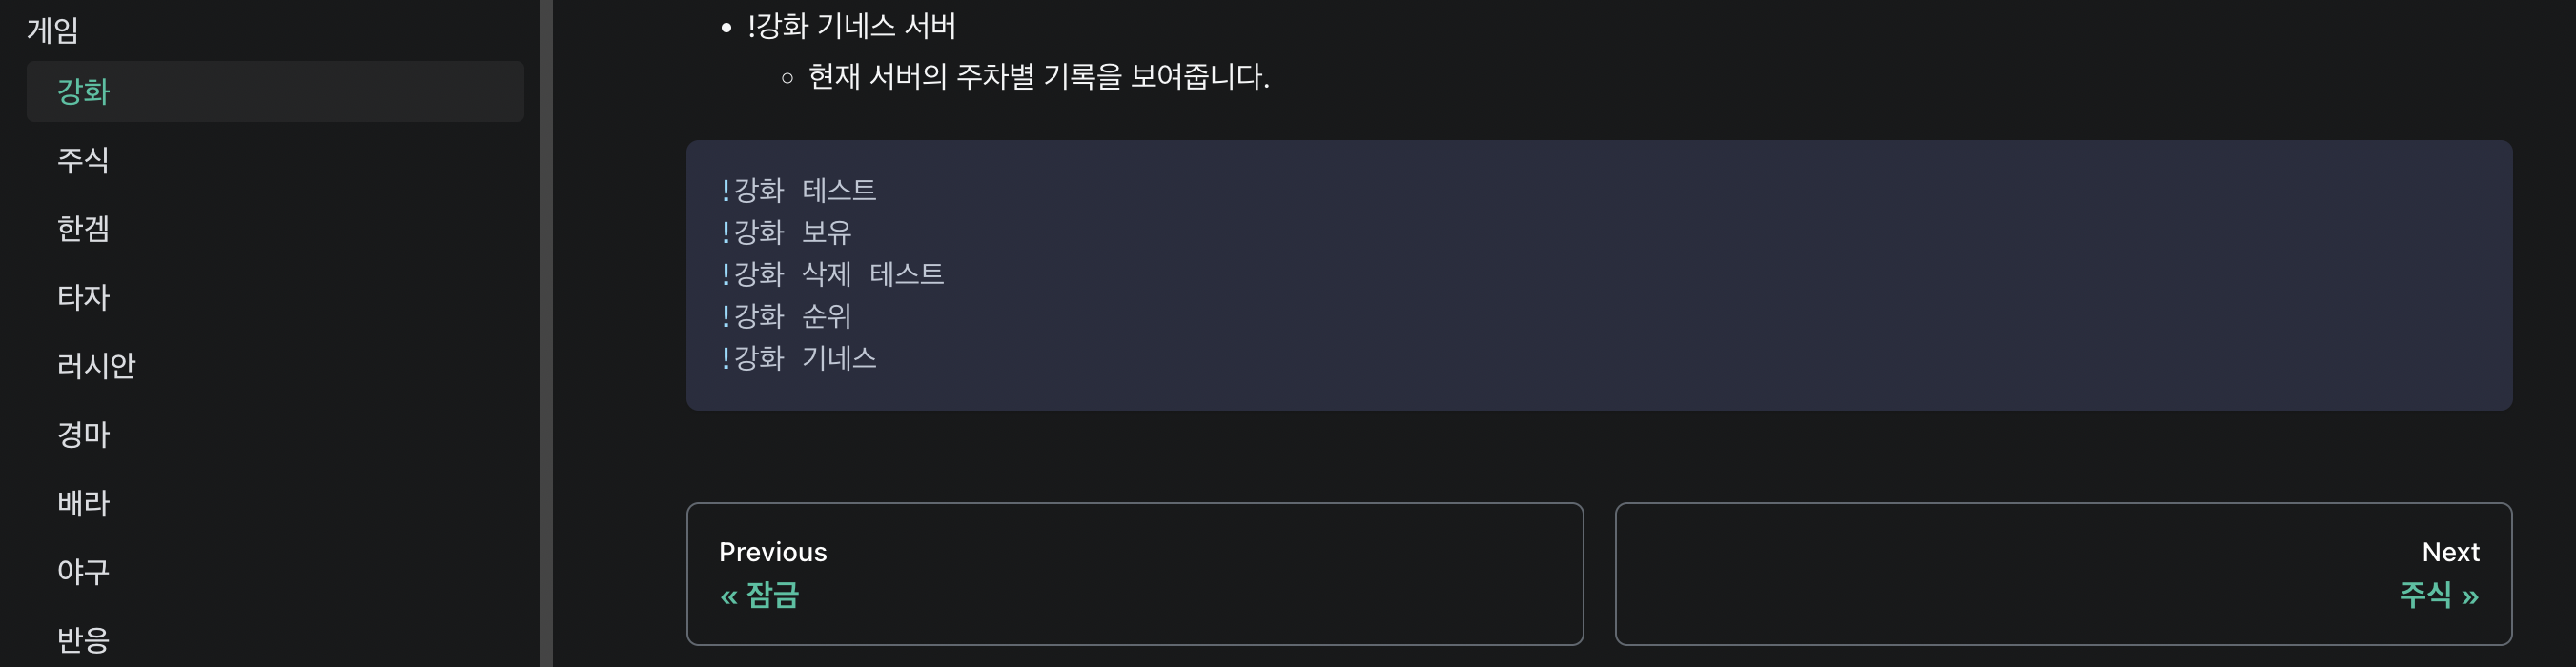 게임
강화
주식
한겜
타자
러시안
경마
배라
야구
반응
• !강화 기네스 서버
◦ 현재 서버의 주차별 기록을 보여줍니다.
!강화 테스트
!강화 보유
!강화 삭제 테스트
!강화 순위
!강화 기네스
Previous
« 잠금
Next
주식 »